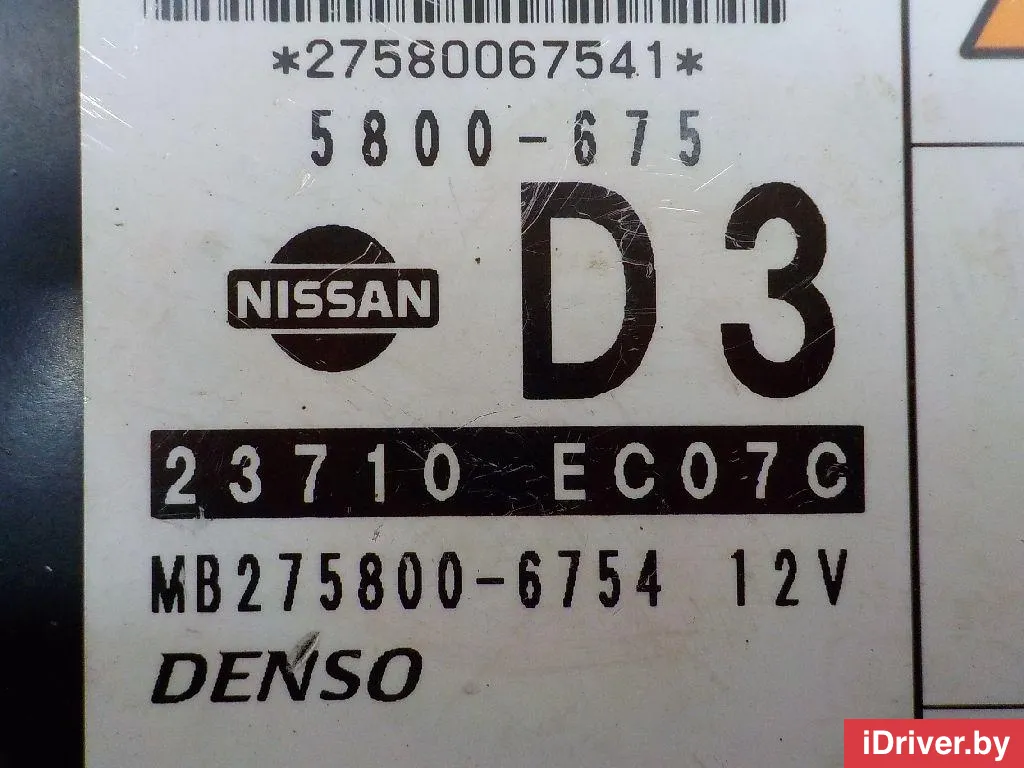 *27580067541*
5800-675
NISSAN
D3
23710 EC07C
MB275800-6754 12V
DENSO
iDriver.by